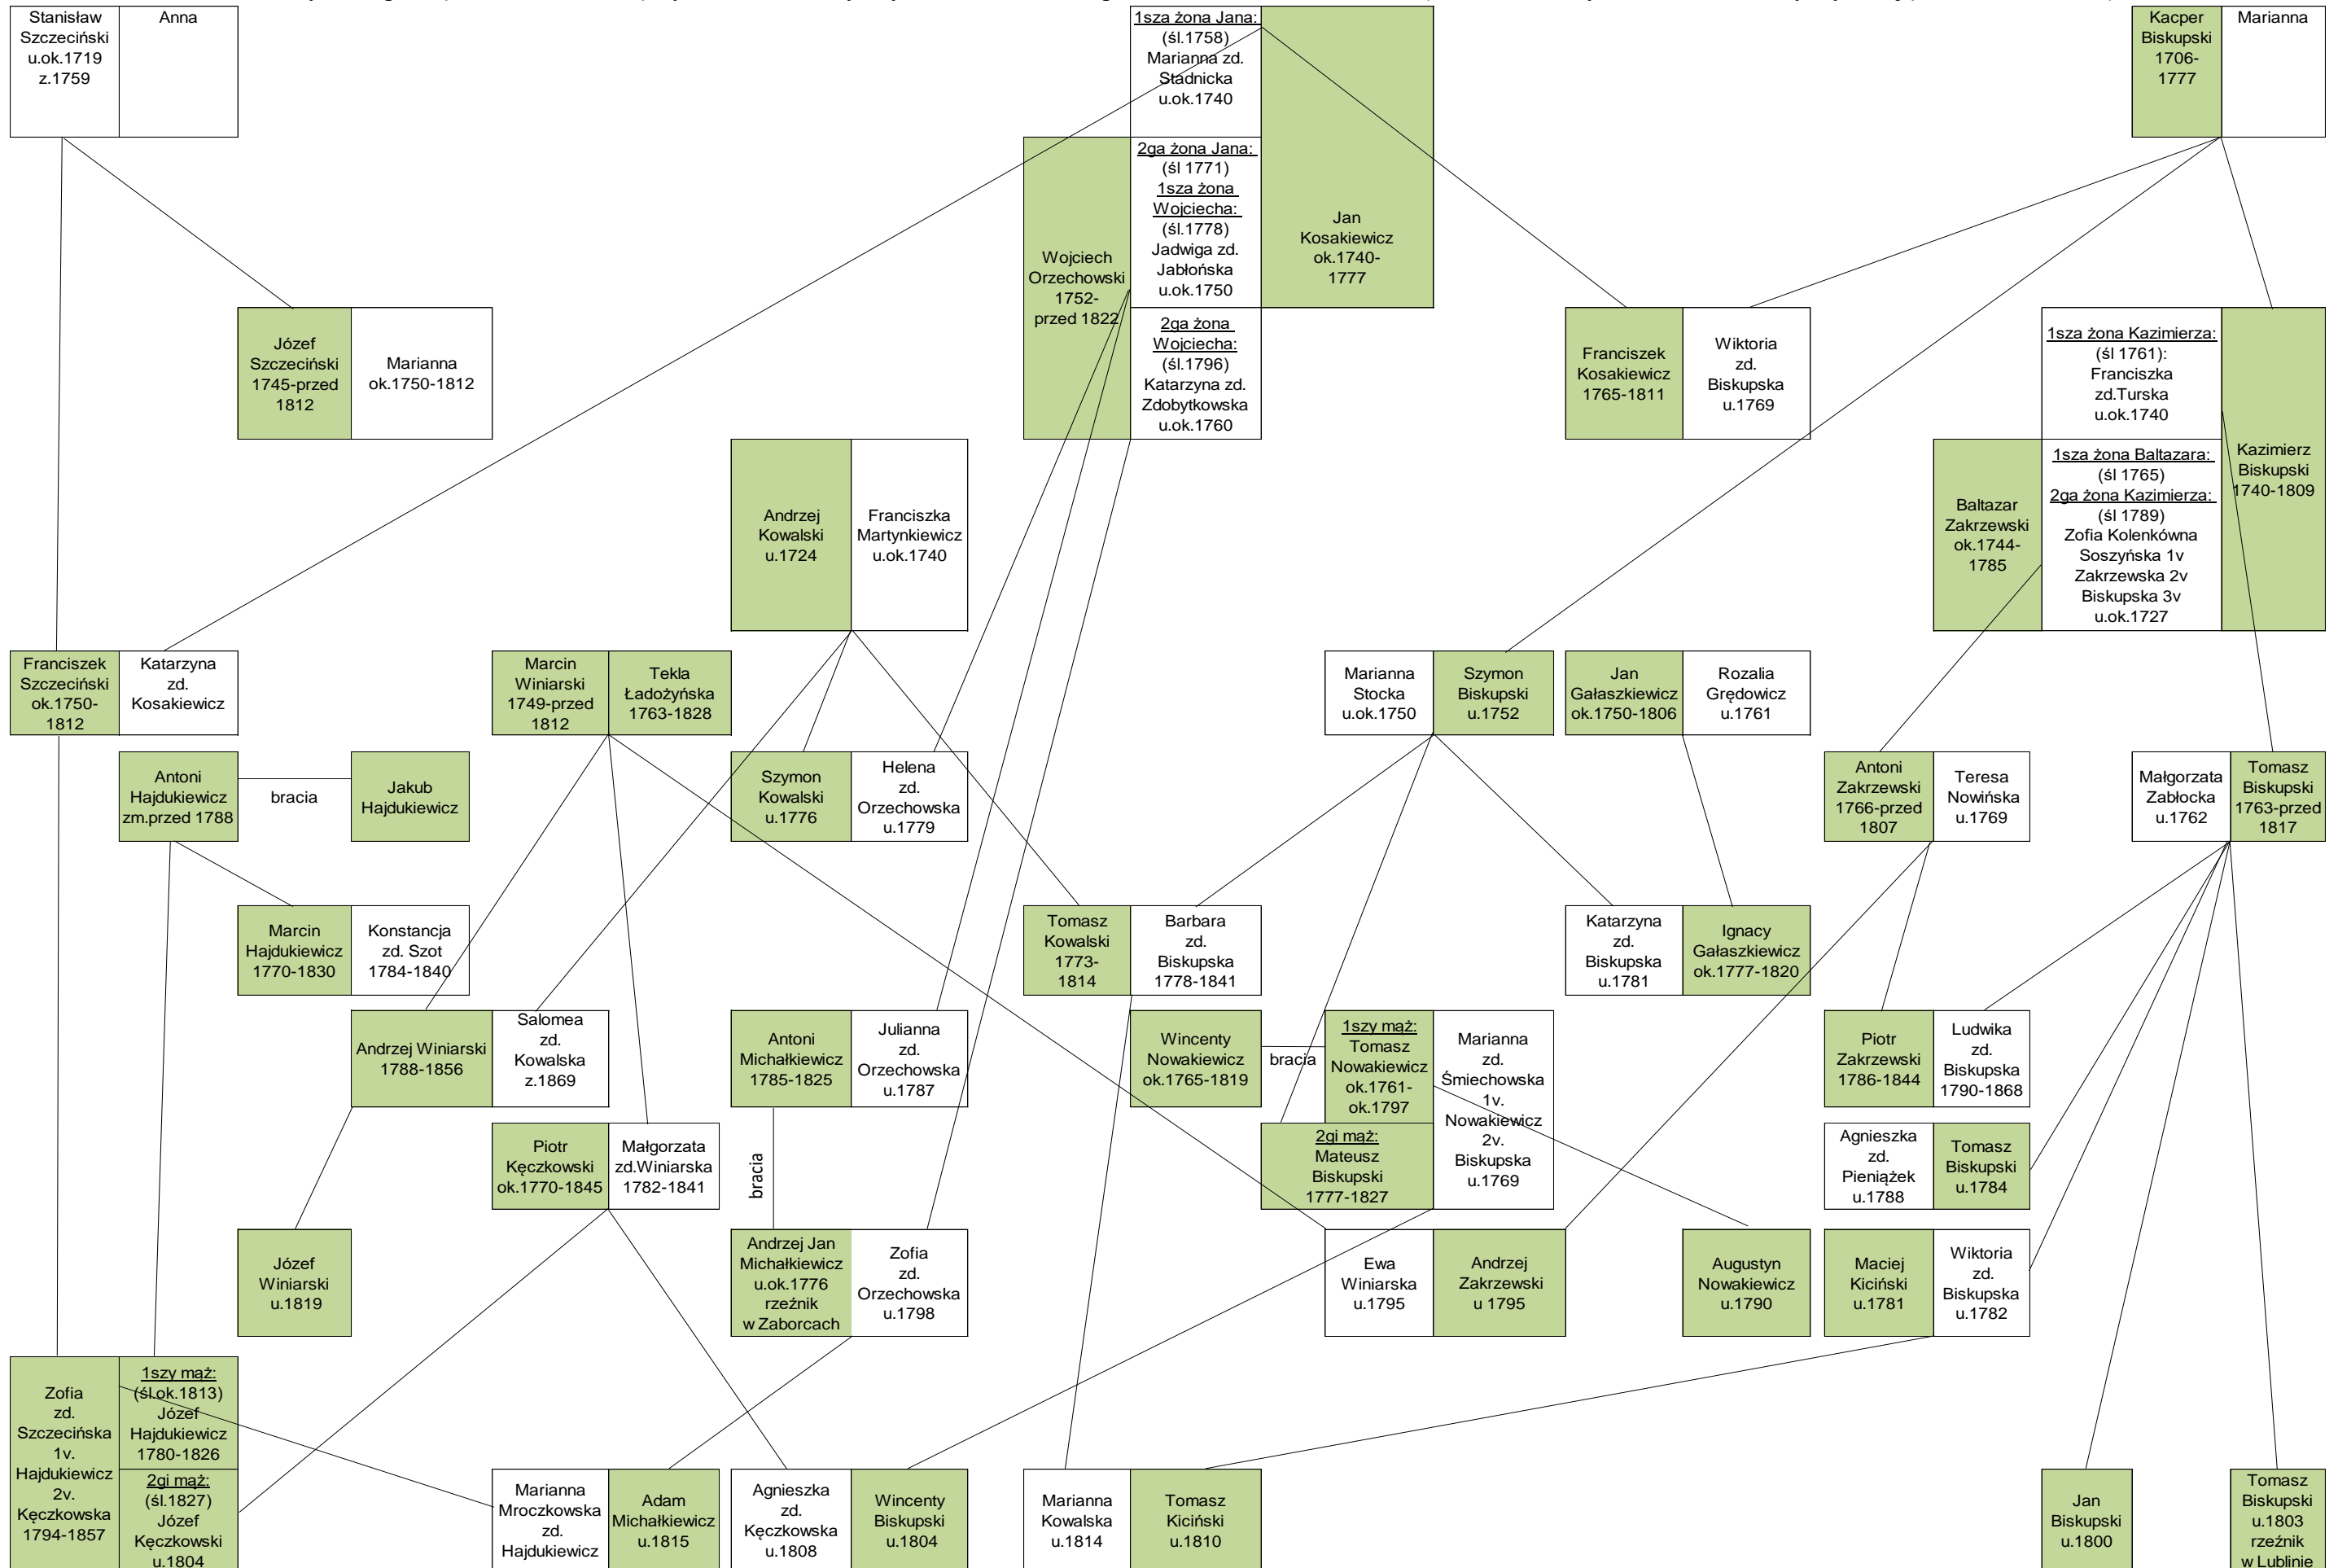 Stanisław
Szczeciński
u.ok.1719
z.1759
Anna
1sza żona Jana:
(śl.1758)
Marianna zd.
Stadnicka
u.ok.1740
Kacper
Biskupski
1706-
1777
Marianna
2ga żona Jana:
(śl 1771)
1sza żona
Wojciecha:
(śl.1778)
Jadwiga zd.
Jabłońska
u.ok.1750
Jan
Kosakiewicz
ok.1740-
1777
Wojciech
Orzechowski
1752-
przed 1822
2ga żona
Wojciecha:
(śl.1796)
Katarzyna zd.
Zdobytkowska
u.ok.1760
Józef
Szczeciński
1745-przed
1812
Marianna
ok.1750-1812
Franciszek
Kosakiewicz
1765-1811
Wiktoria
zd.
Biskupska
u.1769
1sza żona Kazimierza:
(śl 1761):
Franciszka
zd.Turska
u.ok.1740
Kazimierz
Biskupski
1740-1809
Andrzej
Kowalski
u.1724
Franciszka
Martynkiewicz
u.ok.1740
Baltazar
Zakrzewski
ok.1744-
1785
1sza żona Baltazara:
(śl 1765)
2ga żona Kazimierza:
(śl 1789)
Zofia Kolenkówna
Soszyńska 1v
Zakrzewska 2v
Biskupska 3v
u.ok.1727
Franciszek
Szczeciński
ok.1750-
1812
Katarzyna
zd.
Kosakiewicz
Marcin
Winiarski
1749-przed
1812
Tekla
Ładożyńska
1763-1828
Marianna
Stocka
u.ok.1750
Szymon
Biskupski
u.1752
Jan
Gałaszkiewicz
ok.1750-1806
Rozalia
Grędowicz
u.1761
Antoni
Hajdukiewicz
zm.przed 1788
bracia
Jakub
Hajdukiewicz
Szymon
Kowalski
u.1776
Helena
zd.
Orzechowska
u.1779
Antoni
Zakrzewski
1766-przed
1807
Teresa
Nowińska
u.1769
Małgorzata
Zabłocka
u.1762
Tomasz
Biskupski
1763-przed
1817
Marcin
Hajdukiewicz
1770-1830
Konstancja
zd. Szot
1784-1840
Tomasz
Kowalski
1773-
1814
Barbara
zd.
Biskupska
1778-1841
Katarzyna
zd.
Biskupska
u.1781
Ignacy
Gałaszkiewicz
ok.1777-1820
Andrzej Winiarski
1788-1856
Salomea
zd.
Kowalska
z.1869
Antoni
Michałkiewicz
1785-1825
Julianna
zd.
Orzechowska
u.1787
Wincenty
Nowakiewicz
ok.1765-1819
bracia
1szy mąż:
Tomasz
Nowakiewicz
ok.1761-
ok.1797
Marianna
zd.
Śmiechowska
1v.
Nowakiewicz
2v.
Biskupska
u.1769
Piotr
Zakrzewski
1786-1844
Ludwika
zd.
Biskupska
1790-1868
Piotr
Kęczkowski
ok.1770-1845
Małgorzata
zd.Winiarska
1782-1841
bracia
2gi mąż:
Mateusz
Biskupski
1777-1827
Agnieszka
zd.
Pieniążek
u.1788
Tomasz
Biskupski
u.1784
Józef
Winiarski
u.1819
Andrzej Jan
Michałkiewicz
u.ok.1776
rzeźnik
w Zaborcach
Zofia
zd.
Orzechowska
u.1798
Ewa
Winiarska
u.1795
Andrzej
Zakrzewski
u 1795
Augustyn
Nowakiewicz
u.1790
Maciej
Kiciński
u.1781
Wiktoria
zd.
Biskupska
u.1782
Zofia
zd.
Szczecińska
1v.
Hajdukiewicz
2v.
Kęczkowska
1794-1857
1szy mąż:
(śl.ok.1813)
Józef
Hajdukiewicz
1780-1826
2gi mąż:
(śl.1827)
Józef
Kęczkowski
u.1804
Marianna
Mroczkowska
zd.
Hajdukiewicz
Adam
Michałkiewicz
u.1815
Agnieszka
zd.
Kęczkowska
u.1808
Wincenty
Biskupski
u.1804
Marianna
Kowalska
u.1814
Tomasz
Kiciński
u.1810
Jan
Biskupski
u.1800
Tomasz
Biskupski
u.1803
rzeźnik
w Lublinie